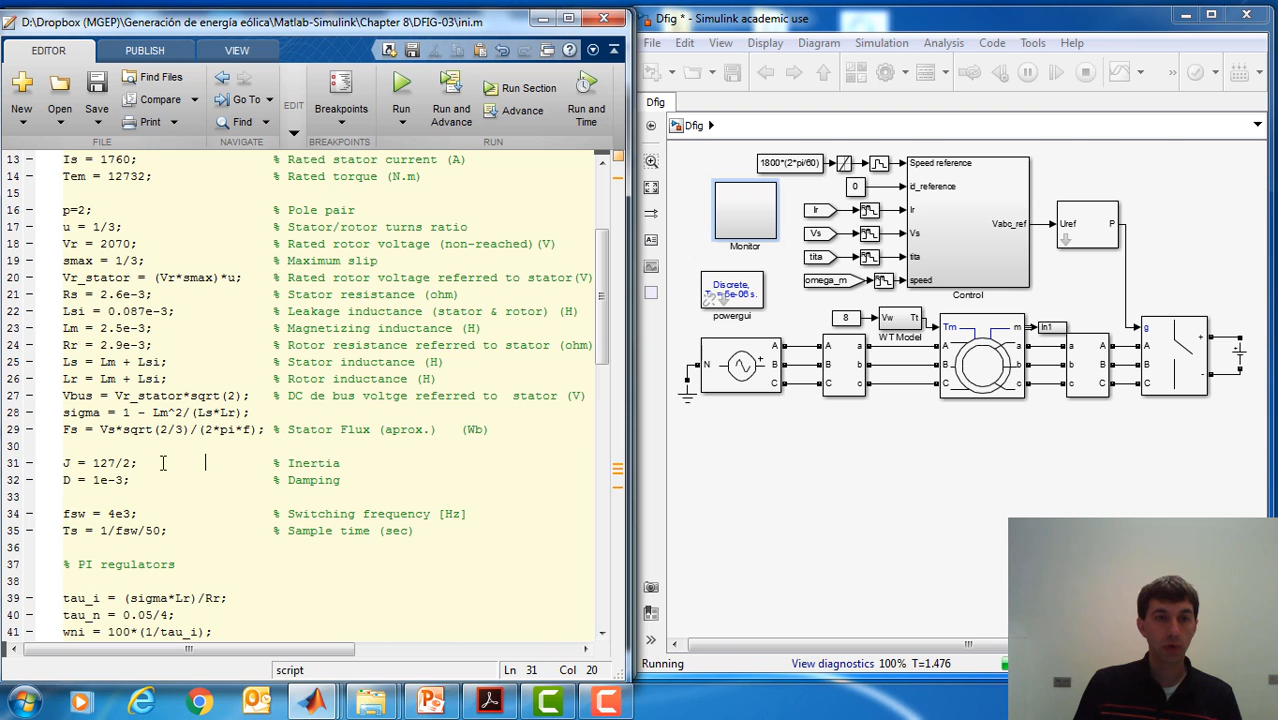 D:\Dropbox (MGEP)\Generación de energía eólica\Matlab-Simulink\Chapter 8\DFIG-03\ini.m
EDITOR PUBLISH VIEW
New Open Save Find Files Compare Print
Go To Find
EDIT Breakpoints Run Run and Advance Run Section Advance Run and Time
FILE NAVIGATE BREAKPOINTS RUN
13 Is = 1760; % Rated stator current (A)
14 Tem = 12732; % Rated torque (N.m)
15
16 p=2; % Pole pair
17 u = 1/3; % Stator/rotor turns ratio
18 Vr = 2070; % Rated rotor voltage (non-reached)(V)
19 smax = 1/3; % Maximum slip
20 Vr_stator = (Vr*smax)*u; % Rated rotor voltage referred to stator(V)
21 Rs = 2.6e-3; % Stator resistance (ohm)
22 Lsi = 0.087e-3; % Leakage inductance (stator & rotor) (H)
23 Lm = 2.5e-3; % Magnetizing inductance (H)
24 Rr = 2.9e-3; % Rotor resistance referred to stator (ohm)
25 Ls = Lm + Lsi; % Stator inductance (H)
26 Lr = Lm + Lsi; % Rotor inductance (H)
27 Vbus = Vr_stator*sqrt(2); % DC de bus voltge referred to stator (V)
28 sigma = 1 - Lm^2/(Ls*Lr);
29 Fs = Vs*sqrt(2/3)/(2*pi*f); % Stator Flux (aprox.) (Wb)
30
31 J = 127/2; % Inertia
32 D = 1e-3; % Damping
33
34 fsw = 4e3; % Switching frequency [Hz]
35 Ts = 1/fsw/50; % Sample time (sec)
36
37 % PI regulators
38
39 tau_i = (sigma*Lr)/Rr;
40 tau_n = 0.05/4;
41 wni = 100*(1/tau_i);
script Ln 31 Col 20
Dfig * - Simulink academic use
File Edit View Display Diagram Simulation Analysis Code Tools Help
Dfig
Dfig
1800*(2*pi/60) Speed reference
0 id_reference
Ir Ir
Vs Vs
tita tita
omega_m speed
Vabc_ref
Control
Uref P
Monitor
Discrete,
powergui
8 Vw Tt
WT Model
Tm m In1
N A B C A B C a b c A B C a b c a b c A B C g A B C + -
Running View diagnostics 100% T=1.476